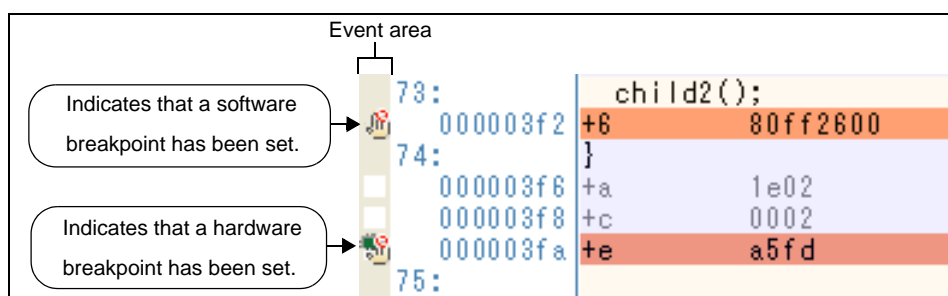 Event area
73: child2();
Indicates that a software
000003f2 +6 80ff2600
breakpoint has been set.
74: }
000003f6 +a 1e02
000003f8 +c 0002
Indicates that a hardware
000003fa +e a5fd
breakpoint has been set.
75: